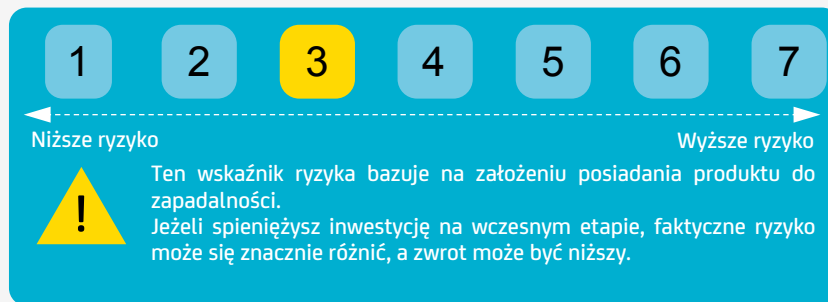 1 2 3 4 5 6 7
Niższe ryzyko Wyższe ryzyko
! Ten wskaźnik ryzyka bazuje na założeniu posiadania produktu do
zapadalności.
Jeżeli spieniężysz inwestycję na wczesnym etapie, faktyczne ryzyko
może się znacznie różnić, a zwrot może być niższy.